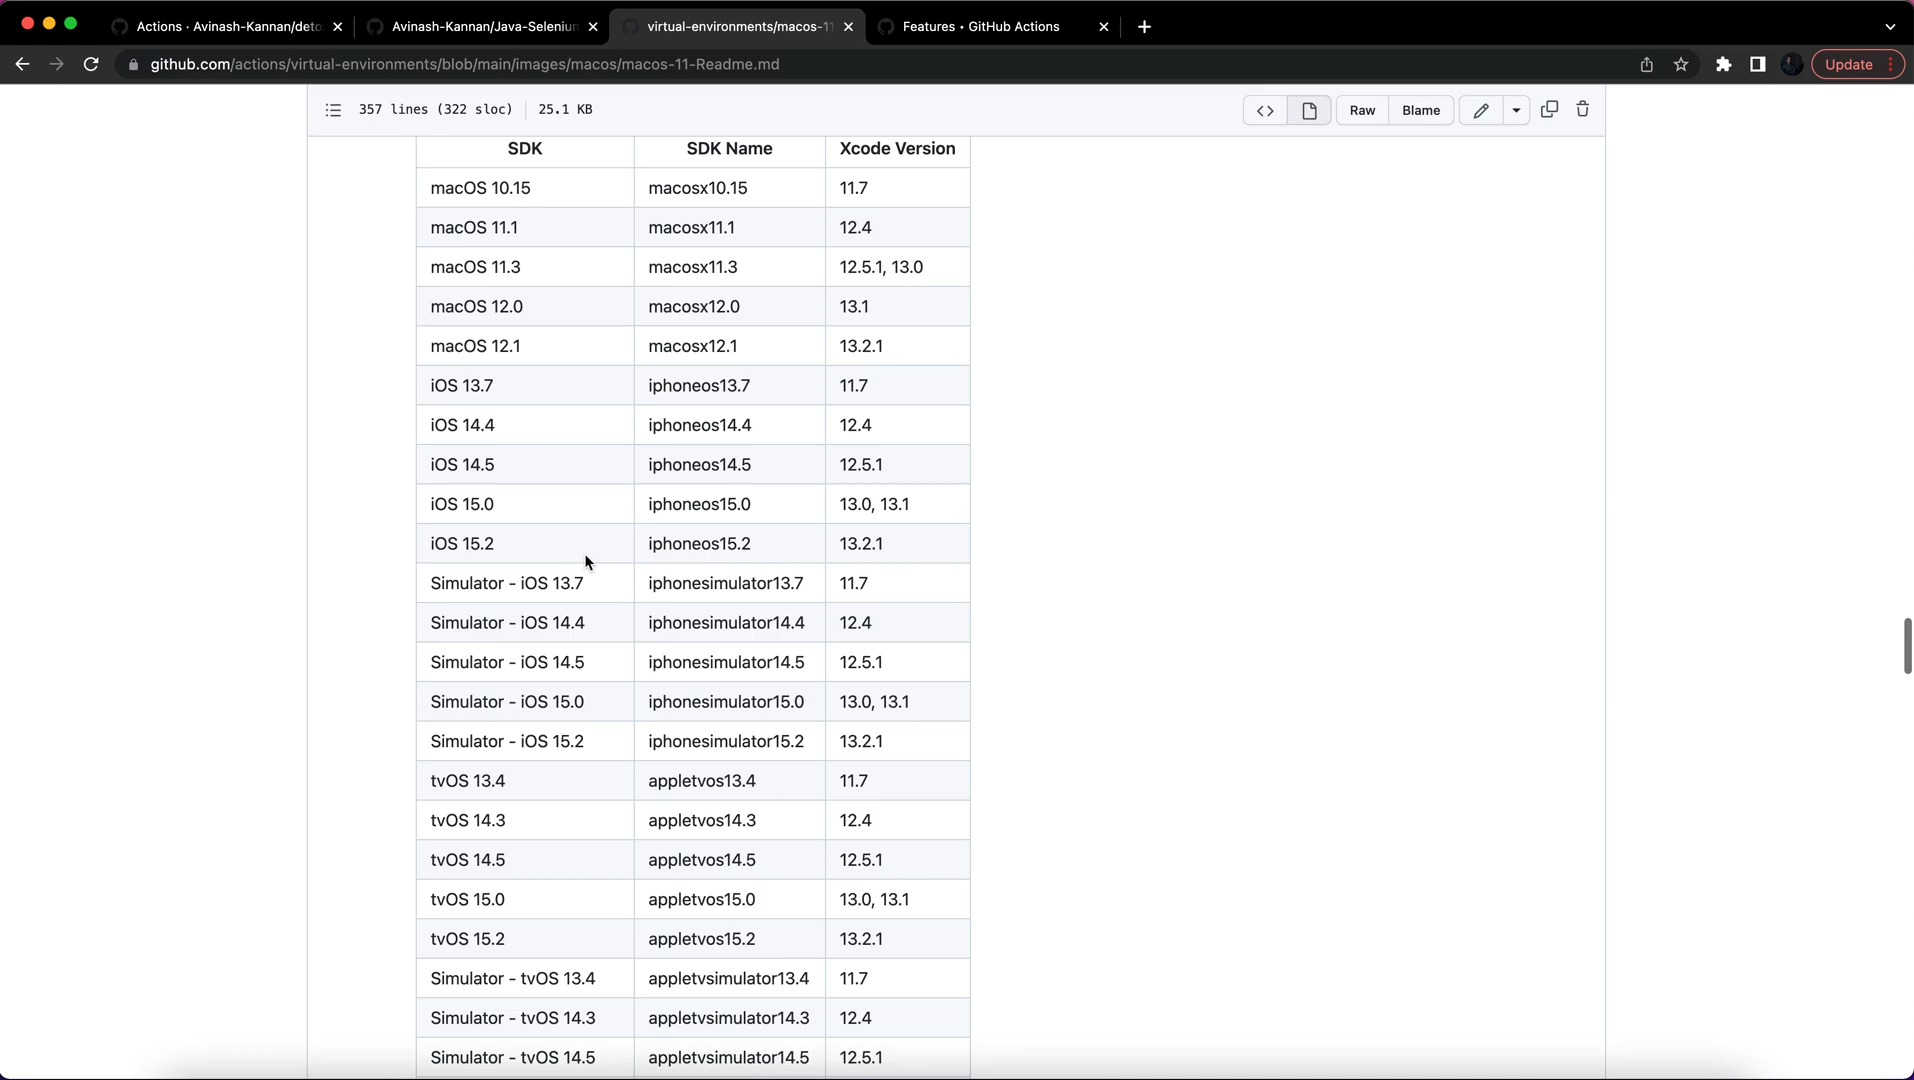 Actions · Avinash-Kannan/deto
Avinash-Kannan/Java-Seleniun
virtual-environments/macos-11
Features • GitHub Actions
github.com/actions/virtual-environments/blob/main/images/macos/macos-11-Readme.md
Update
357 lines (322 sloc) 25.1 KB
Raw
Blame
SDK SDK Name Xcode Version
macOS 10.15 macosx10.15 11.7
macOS 11.1 macosx11.1 12.4
macOS 11.3 macosx11.3 12.5.1, 13.0
macOS 12.0 macosx12.0 13.1
macOS 12.1 macosx12.1 13.2.1
iOS 13.7 iphoneos13.7 11.7
iOS 14.4 iphoneos14.4 12.4
iOS 14.5 iphoneos14.5 12.5.1
iOS 15.0 iphoneos15.0 13.0, 13.1
iOS 15.2 iphoneos15.2 13.2.1
Simulator - iOS 13.7 iphonesimulator13.7 11.7
Simulator - iOS 14.4 iphonesimulator14.4 12.4
Simulator - iOS 14.5 iphonesimulator14.5 12.5.1
Simulator - iOS 15.0 iphonesimulator15.0 13.0, 13.1
Simulator - iOS 15.2 iphonesimulator15.2 13.2.1
tvOS 13.4 appletvos13.4 11.7
tvOS 14.3 appletvos14.3 12.4
tvOS 14.5 appletvos14.5 12.5.1
tvOS 15.0 appletvos15.0 13.0, 13.1
tvOS 15.2 appletvos15.2 13.2.1
Simulator - tvOS 13.4 appletvsimulator13.4 11.7
Simulator - tvOS 14.3 appletvsimulator14.3 12.4
Simulator - tvOS 14.5 appletvsimulator14.5 12.5.1